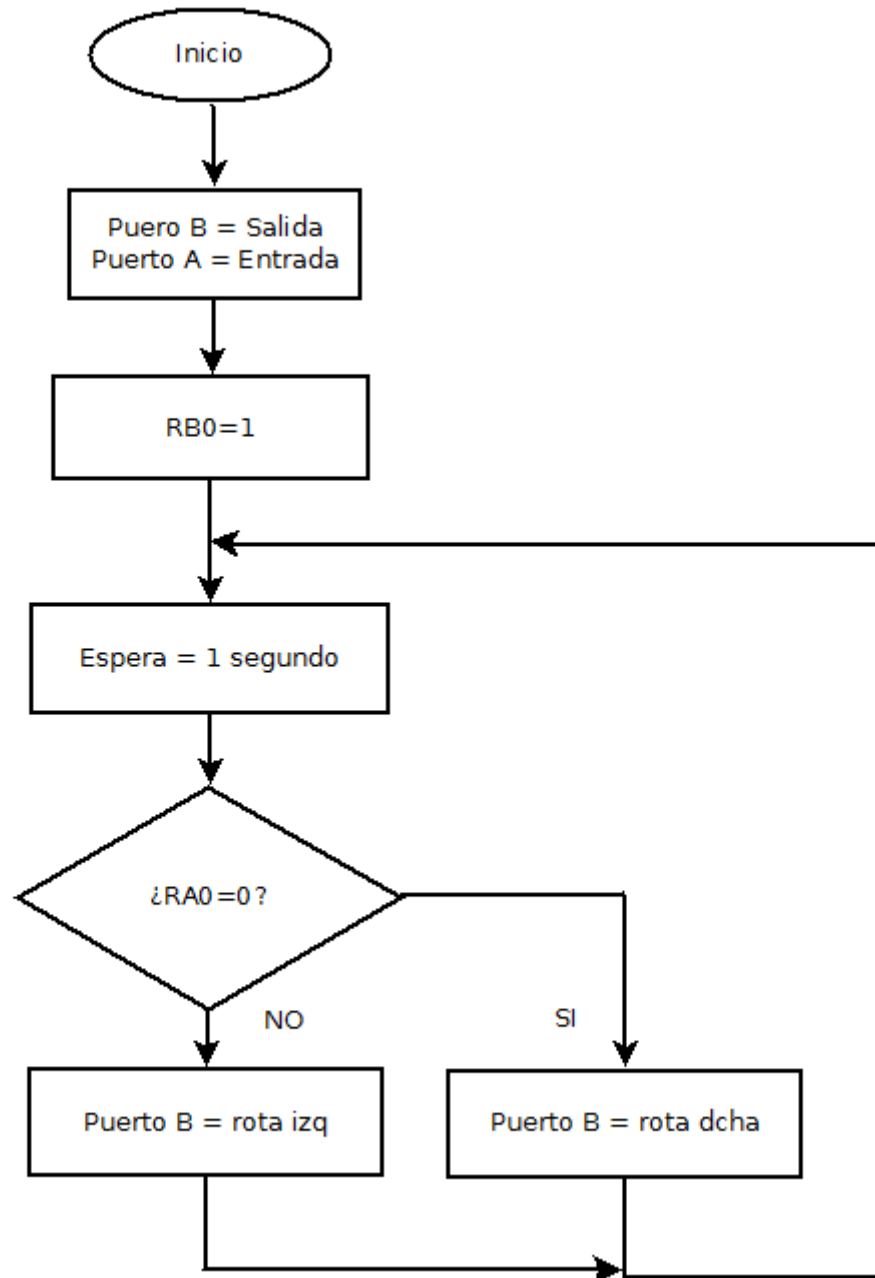 Inicio
Puero B = Salida
Puerto A = Entrada
RB0=1
Espera = 1 segundo
¿RA0=0?
NO
SI
Puerto B = rota izq
Puerto B = rota dcha